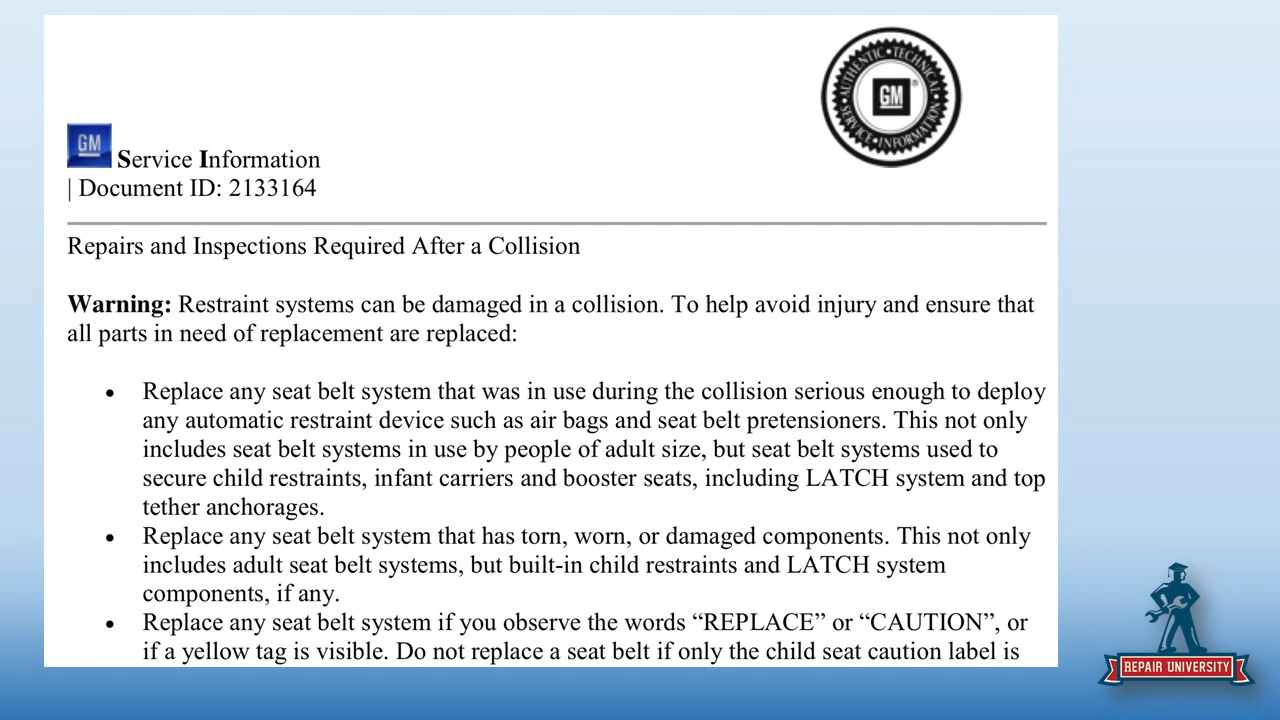 AUTHENTIC • TECHNICAL • SERVICE • INFORMATION
GM ®
GM
Service Information
| Document ID: 2133164
Repairs and Inspections Required After a Collision
Warning: Restraint systems can be damaged in a collision. To help avoid injury and ensure that
all parts in need of replacement are replaced:
• Replace any seat belt system that was in use during the collision serious enough to deploy
any automatic restraint device such as air bags and seat belt pretensioners. This not only
includes seat belt systems in use by people of adult size, but seat belt systems used to
secure child restraints, infant carriers and booster seats, including LATCH system and top
tether anchorages.
• Replace any seat belt system that has torn, worn, or damaged components. This not only
includes adult seat belt systems, but built-in child restraints and LATCH system
components, if any.
• Replace any seat belt system if you observe the words “REPLACE” or “CAUTION”, or
if a yellow tag is visible. Do not replace a seat belt if only the child seat caution label is
REPAIR UNIVERSITY